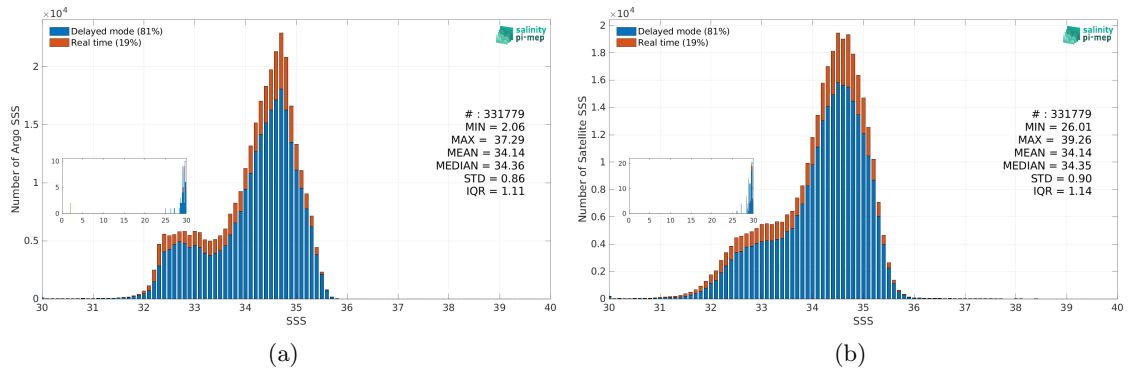 ×10⁴
Delayed mode (81%)
Real time (19%)
salinity
pi-mep
2
1.5
1
0.5
0
Number of Argo SSS
# : 331779
MIN = 2.06
MAX = 37.29
MEAN = 34.14
MEDIAN = 34.36
STD = 0.86
IQR = 1.11
10
5
0
0 5 10 15 20 25 30
30 31 32 33 34 35 36 37 38 39 40
SSS
(a)
×10⁴
Delayed mode (81%)
Real time (19%)
salinity
pi-mep
2
1.8
1.6
1.4
1.2
1
0.8
0.6
0.4
0.2
0
Number of Satellite SSS
# : 331779
MIN = 26.01
MAX = 39.26
MEAN = 34.14
MEDIAN = 34.35
STD = 0.90
IQR = 1.14
20
10
0
5 10 15 20 25 30
30 31 32 33 34 35 36 37 38 39 40
SSS
(b)